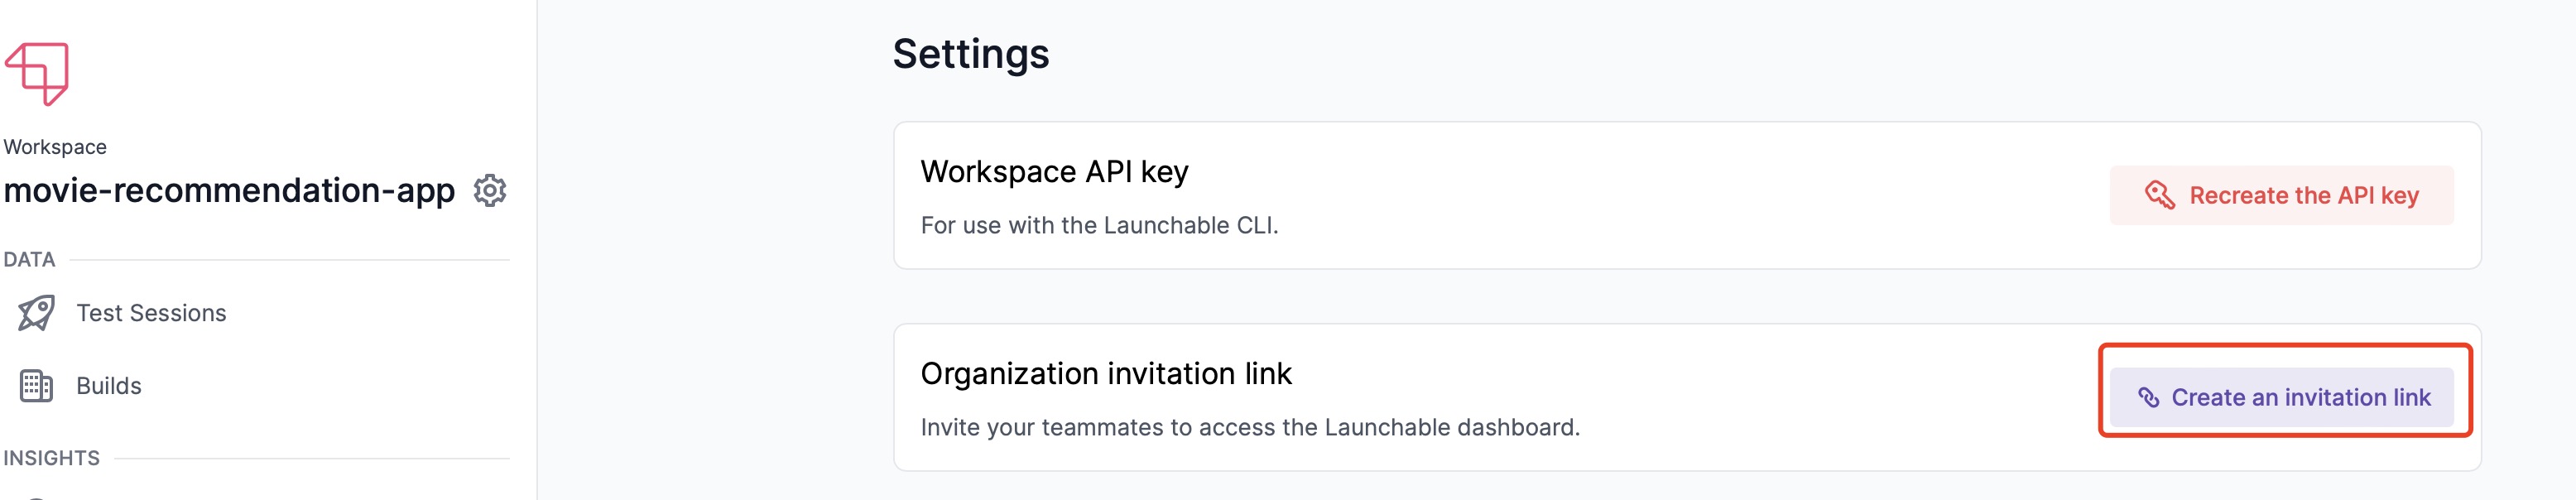 Workspace
movie-recommendation-app
DATA
Test Sessions
Builds
INSIGHTS
Settings
Workspace API key
For use with the Launchable CLI.
Recreate the API key
Organization invitation link
Invite your teammates to access the Launchable dashboard.
Create an invitation link